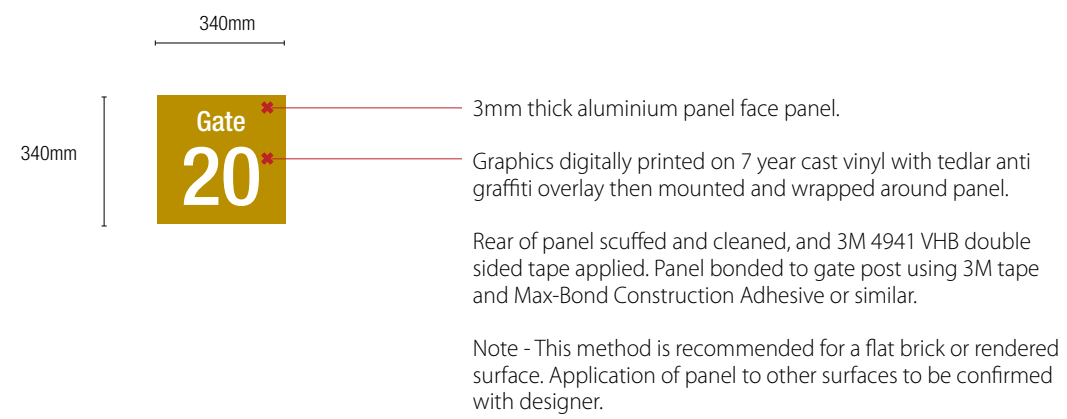 340mm
340mm
Gate
20
3mm thick aluminium panel face panel.
Graphics digitally printed on 7 year cast vinyl with tedlar anti
graffiti overlay then mounted and wrapped around panel.
Rear of panel scuffed and cleaned, and 3M 4941 VHB double
sided tape applied. Panel bonded to gate post using 3M tape
and Max-Bond Construction Adhesive or similar.
Note - This method is recommended for a flat brick or rendered
surface. Application of panel to other surfaces to be confirmed
with designer.